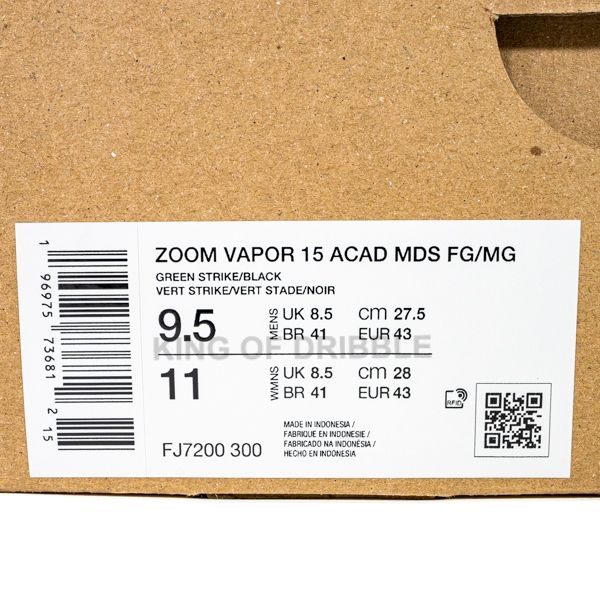 ZOOM VAPOR 15 ACAD MDS FG/MG
GREEN STRIKE/BLACK
VERT STRIKE/VERT STADE/NOIR
9.5 MENS UK 8.5 cm 27.5
BR 41 EUR 43
KING OF DRIBBLE
11 WMNS UK 8.5 cm 28
BR 41 EUR 43
RFID
FJ7200 300
MADE IN INDONESIA/
FABRIQUE EN INDONESIE/
FABRICADO NA INDONÉSIA/
HECHO EN INDONESIA
1 96975 73681 2 15